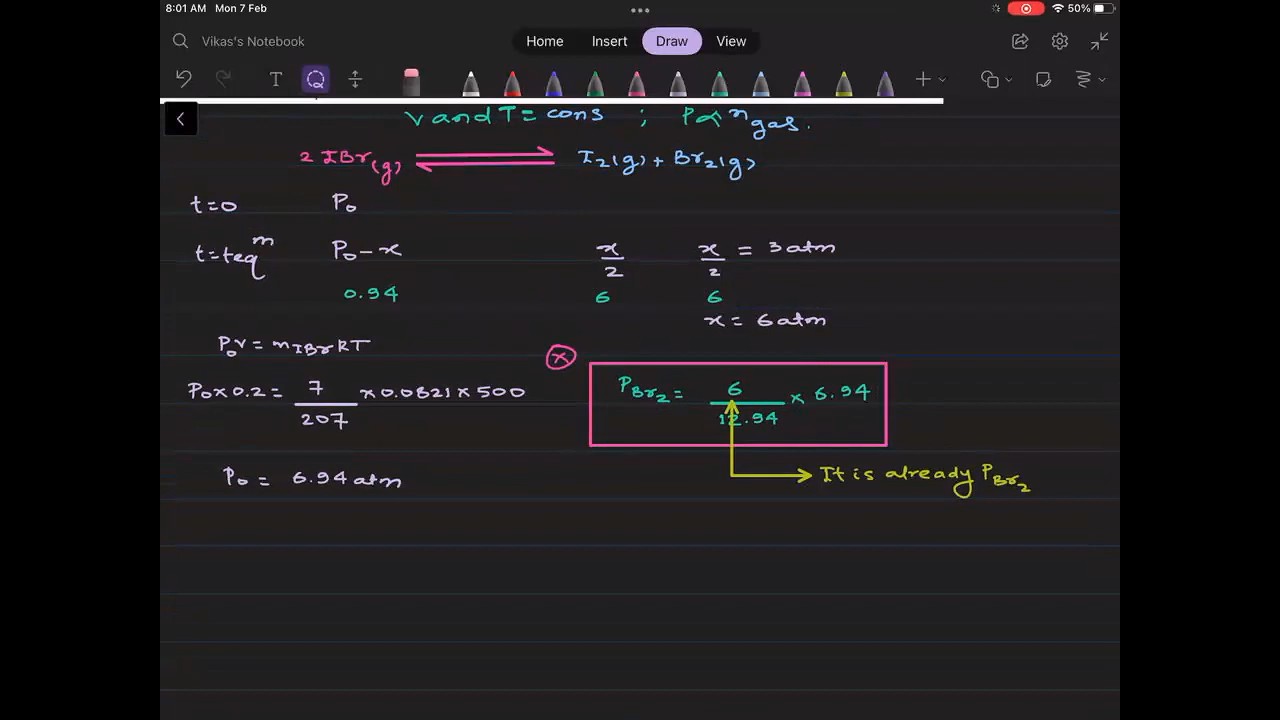 8:01 AM Mon 7 Feb
50%
Vikas's Notebook
Home Insert Draw View
V and T = cons ; P ∝ n gas.
2 IBr(g) ⇌ I2(g) + Br2(g)
t=0 P0
t=teq^m P0 - x x/2 x/2 = 3 atm
0.94 6 6
x = 6 atm
P0V = nIBr RT
x
P0 x 0.2 = 7/207 x 0.0821 x 500
PBr2 = 6/12.94 x 6.94
P0 = 6.94 atm
It is already PBr2